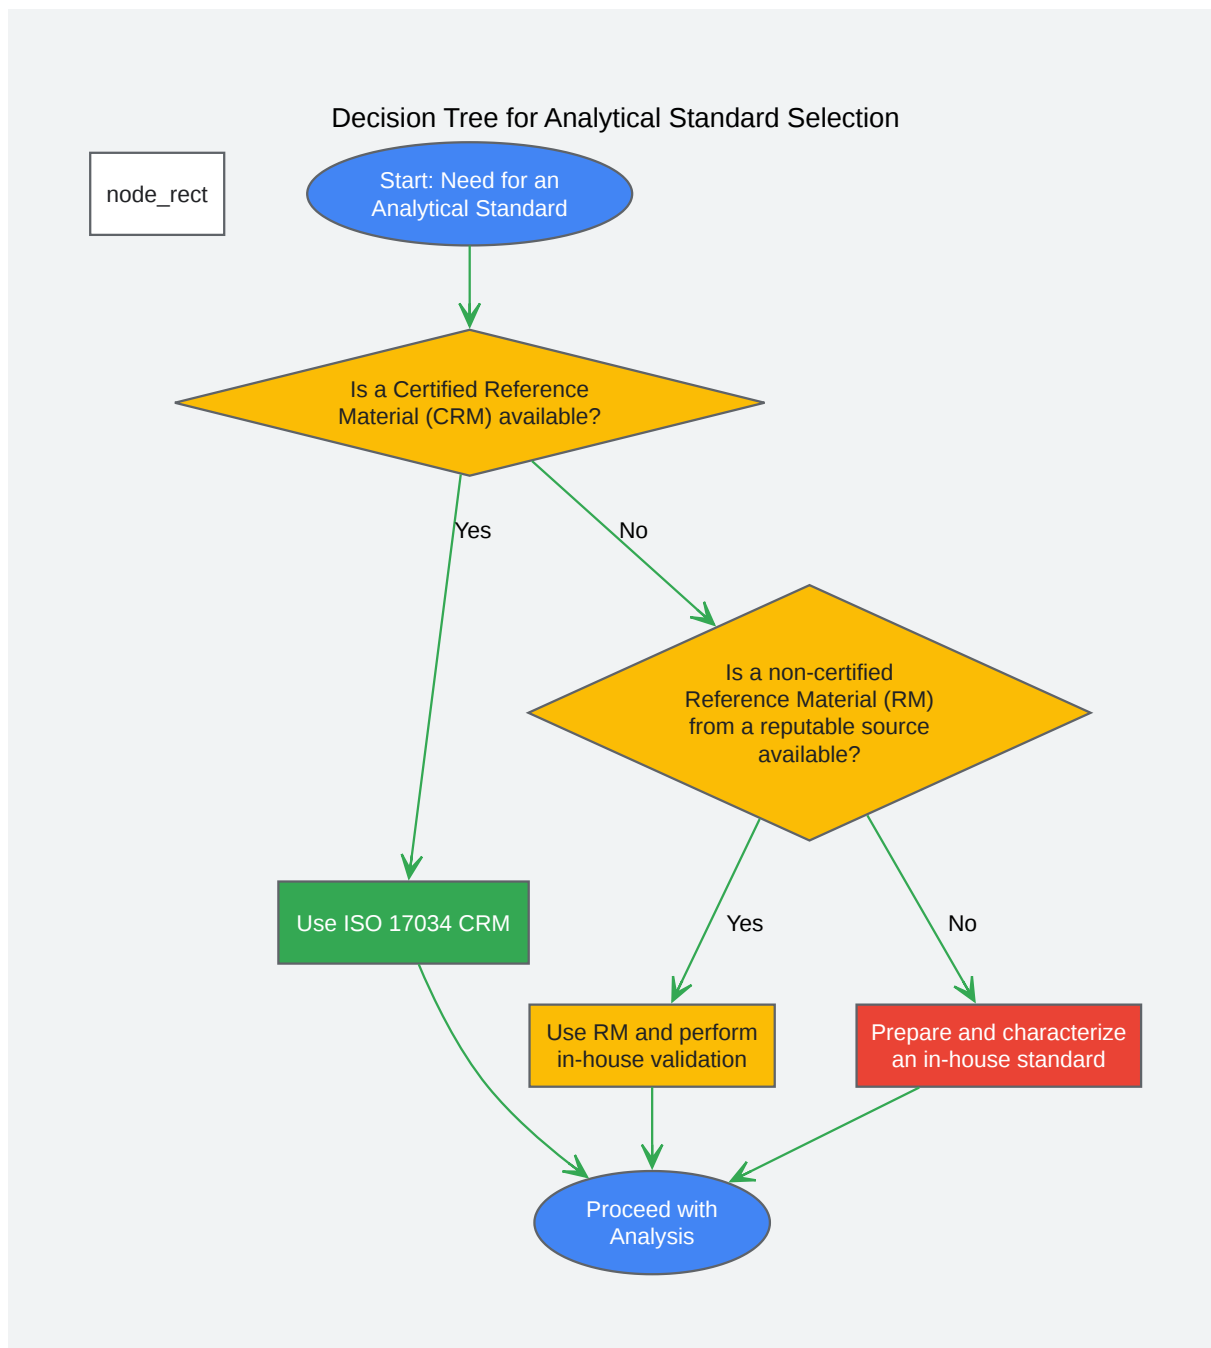 Decision Tree for Analytical Standard Selection
node_rect
Start: Need for an
Analytical Standard
Is a Certified Reference
Material (CRM) available?
Yes
No
Is a non-certified
Reference Material (RM)
from a reputable source
available?
Use ISO 17034 CRM
Yes
No
Use RM and perform
in-house validation
Prepare and characterize
an in-house standard
Proceed with
Analysis